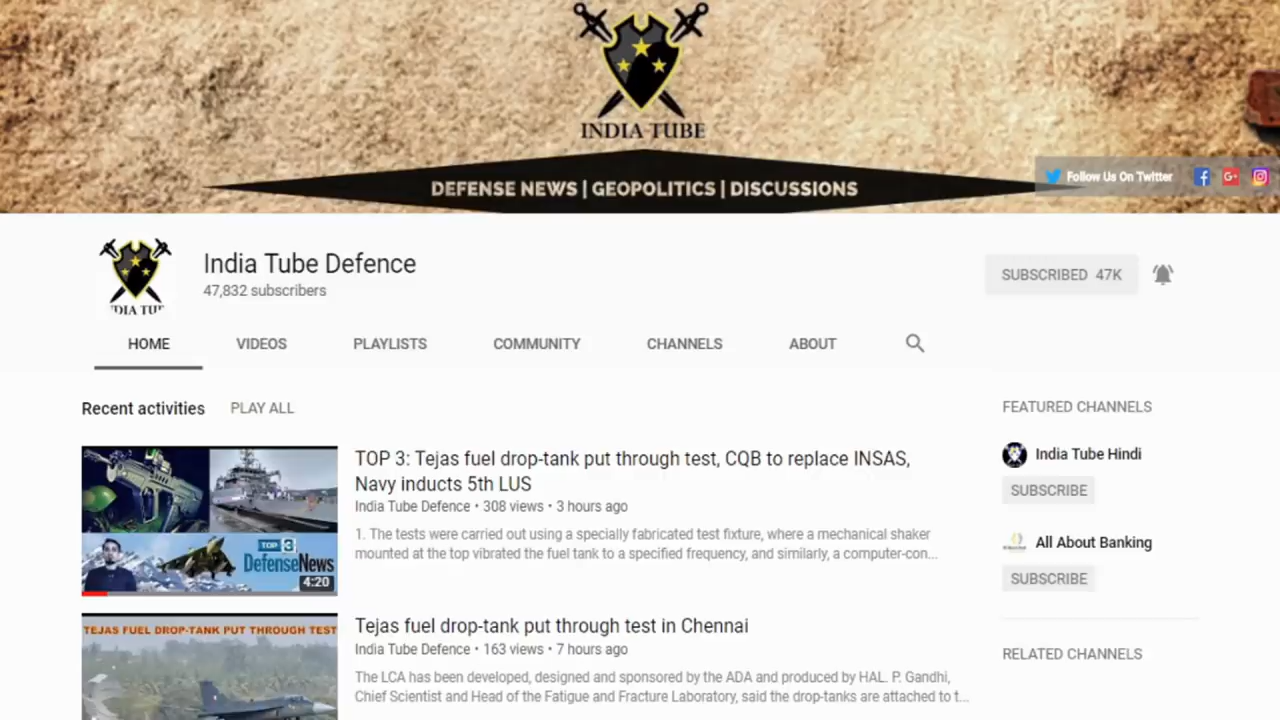 INDIA TUBE
DEFENSE NEWS | GEOPOLITICS | DISCUSSIONS
Follow Us On Twitter
India Tube Defence
47,832 subscribers
SUBSCRIBED 47K
HOME VIDEOS PLAYLISTS COMMUNITY CHANNELS ABOUT
Recent activities PLAY ALL
TOP 3: Tejas fuel drop-tank put through test, CQB to replace INSAS,
Navy inducts 5th LUS
India Tube Defence • 308 views • 3 hours ago
1. The tests were carried out using a specially fabricated test fixture, where a mechanical shaker
mounted at the top vibrated the fuel tank to a specified frequency, and similarly, a computer-con...
TOP 3
DefenseNews
4:20
TEJAS FUEL DROP-TANK PUT THROUGH TEST
Tejas fuel drop-tank put through test in Chennai
India Tube Defence • 163 views • 7 hours ago
The LCA has been developed, designed and sponsored by the ADA and produced by HAL. P. Gandhi,
Chief Scientist and Head of the Fatigue and Fracture Laboratory, said the drop-tanks are attached to t...
FEATURED CHANNELS
India Tube Hindi
SUBSCRIBE
All About Banking
SUBSCRIBE
RELATED CHANNELS